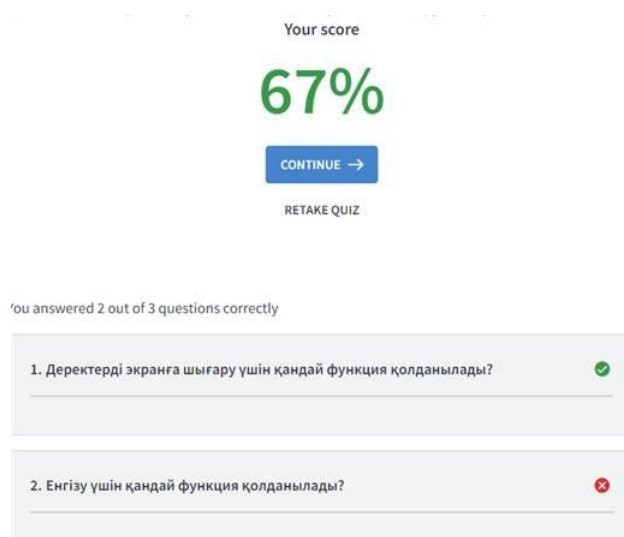 Your score
67%
CONTINUE →
RETAKE QUIZ
You answered 2 out of 3 questions correctly
1. Деректерді экранға шығару үшін қандай функция қолданылады?
2. Енгізу үшін қандай функция қолданылады?